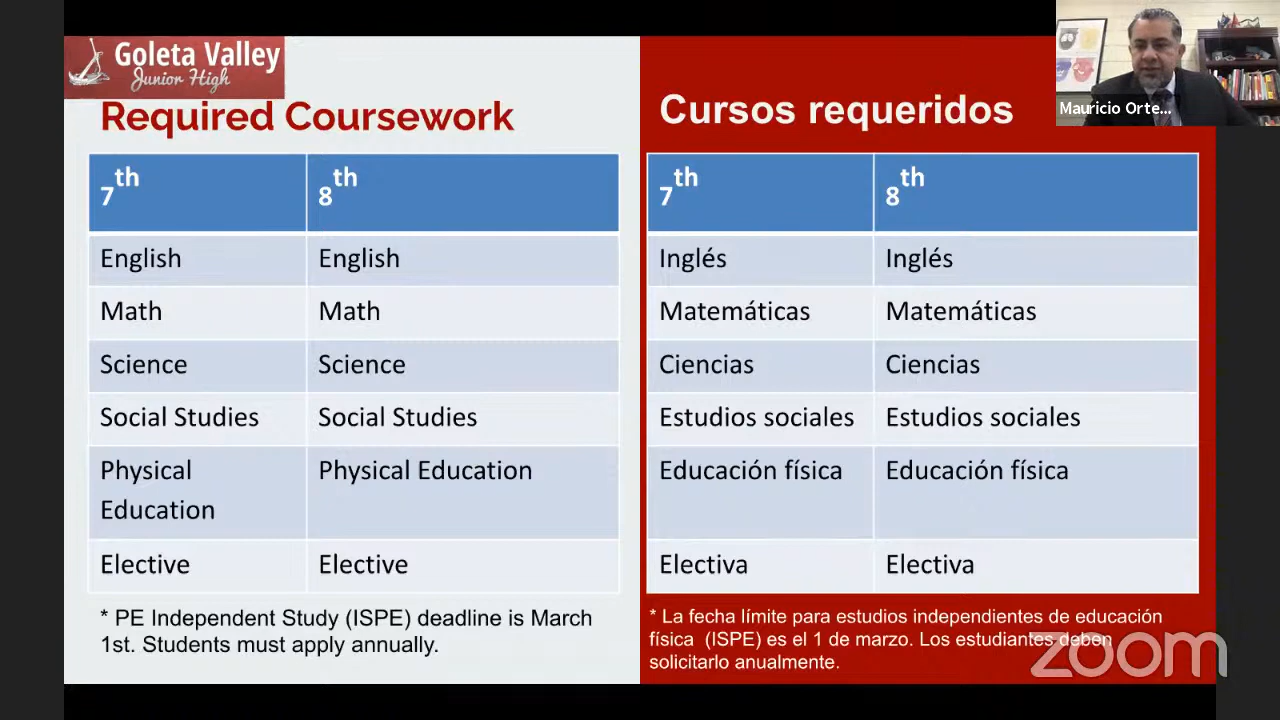 Goleta Valley
Junior High
Required Coursework
7th 8th
English English
Math Math
Science Science
Social Studies Social Studies
Physical Physical Education
Education
Elective Elective
* PE Independent Study (ISPE) deadline is March
1st. Students must apply annually.
Cursos requeridos
7th 8th
Inglés Inglés
Matemáticas Matemáticas
Ciencias Ciencias
Estudios sociales Estudios sociales
Educación física Educación física
Electiva Electiva
* La fecha límite para estudios independientes de educación
física (ISPE) es el 1 de marzo. Los estudiantes deben
solicitarlo anualmente.
Mauricio Orte...
zoom